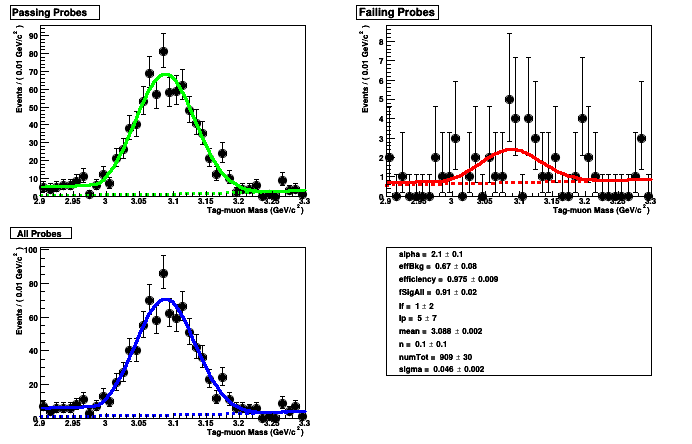 Passing Probes
Events / ( 0.01 GeV/c² )
90
80
70
60
50
40
30
20
10
0
2.9 2.95 3 3.05 3.1 3.15 3.2 3.25 3.3
Tag-muon Mass (GeV/c²)
Failing Probes
Events / ( 0.01 GeV/c² )
8
7
6
5
4
3
2
1
0
2.9 2.95 3 3.05 3.1 3.15 3.2 3.25 3.3
Tag-muon Mass (GeV/c²)
All Probes
Events / ( 0.01 GeV/c² )
100
80
60
40
20
0
2.9 2.95 3 3.05 3.1 3.15 3.2 3.25 3.3
Tag-muon Mass (GeV/c²)
alpha = 2.1 ± 0.1
effBkg = 0.67 ± 0.08
efficiency = 0.975 ± 0.009
fSigAll = 0.91 ± 0.02
lf = 1 ± 2
lp = 5 ± 7
mean = 3.088 ± 0.002
n = 0.1 ± 0.1
numTot = 909 ± 30
sigma = 0.046 ± 0.002